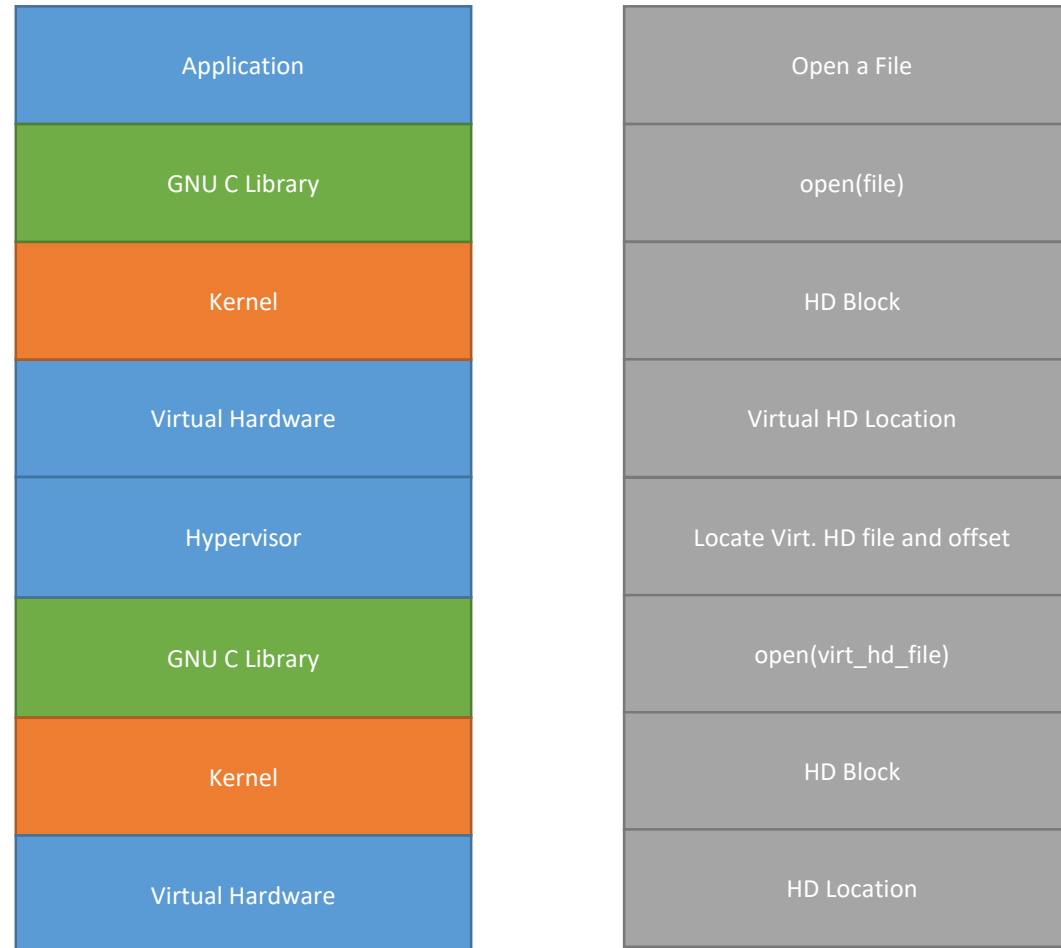 Application
Open a File
GNU C Library
open(file)
Kernel
HD Block
Virtual Hardware
Virtual HD Location
Hypervisor
Locate Virt. HD file and offset
GNU C Library
open(virt_hd_file)
Kernel
HD Block
Virtual Hardware
HD Location